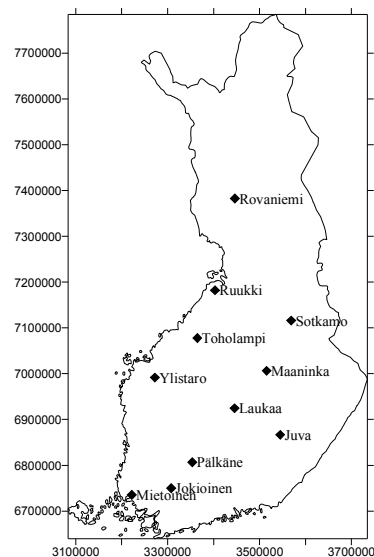 7700000
7600000
7500000
7400000
Rovaniemi
7300000
7200000
Ruukki
7100000
Sotkamo
Toholampi
7000000
Maaninka
Ylistaro
6900000
Laukaa
Juva
6800000
Pälkäne
Jokioinen
6700000
Mietoinen
3100000 3300000 3500000 3700000